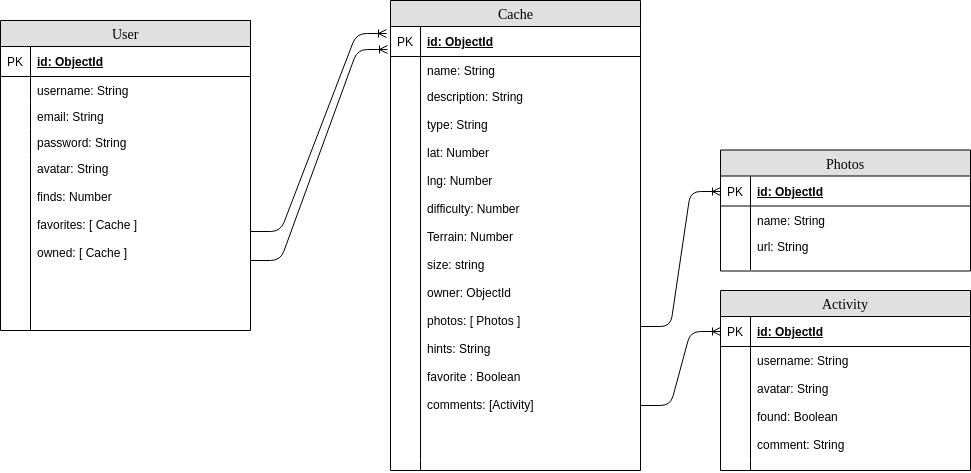 User
PK id: ObjectId
username: String
email: String
password: String
avatar: String
finds: Number
favorites: [ Cache ]
owned: [ Cache ]
Cache
PK id: ObjectId
name: String
description: String
type: String
lat: Number
lng: Number
difficulty: Number
Terrain: Number
size: string
owner: ObjectId
photos: [ Photos ]
hints: String
favorite : Boolean
comments: [Activity]
Photos
PK id: ObjectId
name: String
url: String
Activity
PK id: ObjectId
username: String
avatar: String
found: Boolean
comment: String